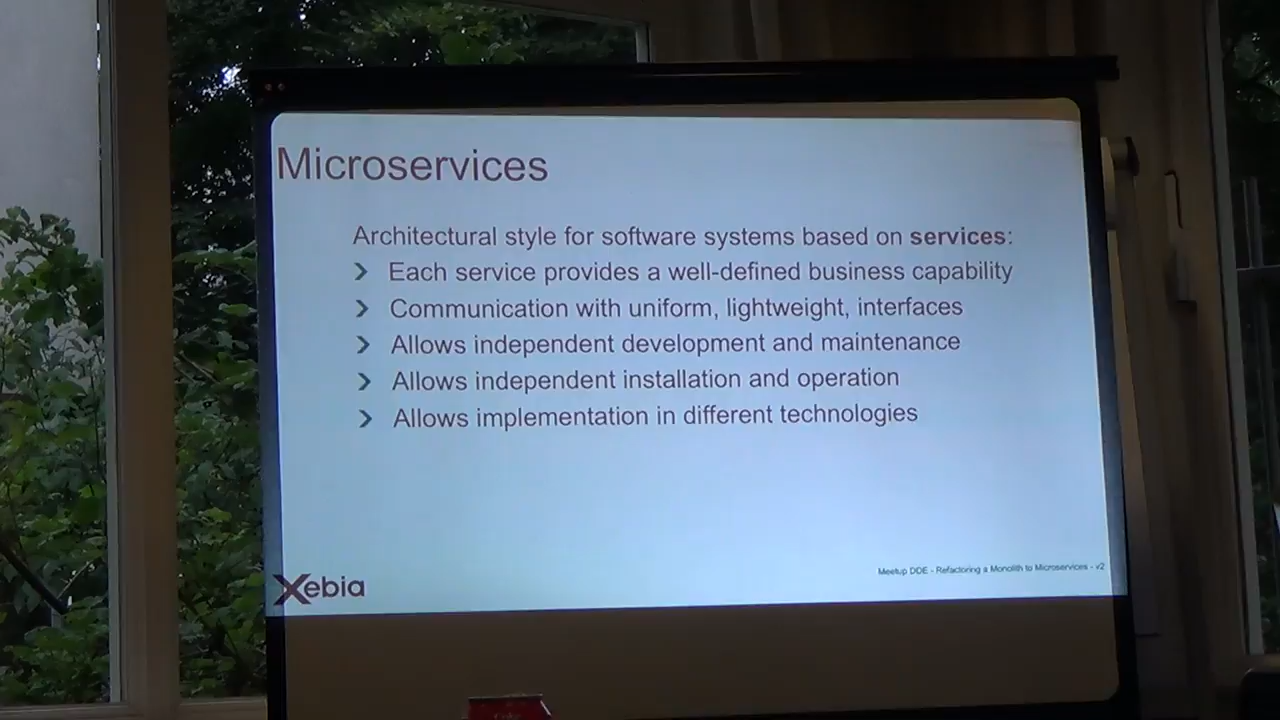 Microservices
Architectural style for software systems based on services:
Each service provides a well-defined business capability
Communication with uniform, lightweight, interfaces
Allows independent development and maintenance
Allows independent installation and operation
Allows implementation in different technologies
Meetup DDE - Refactoring a Monolith to Microservices - v2
Xebia